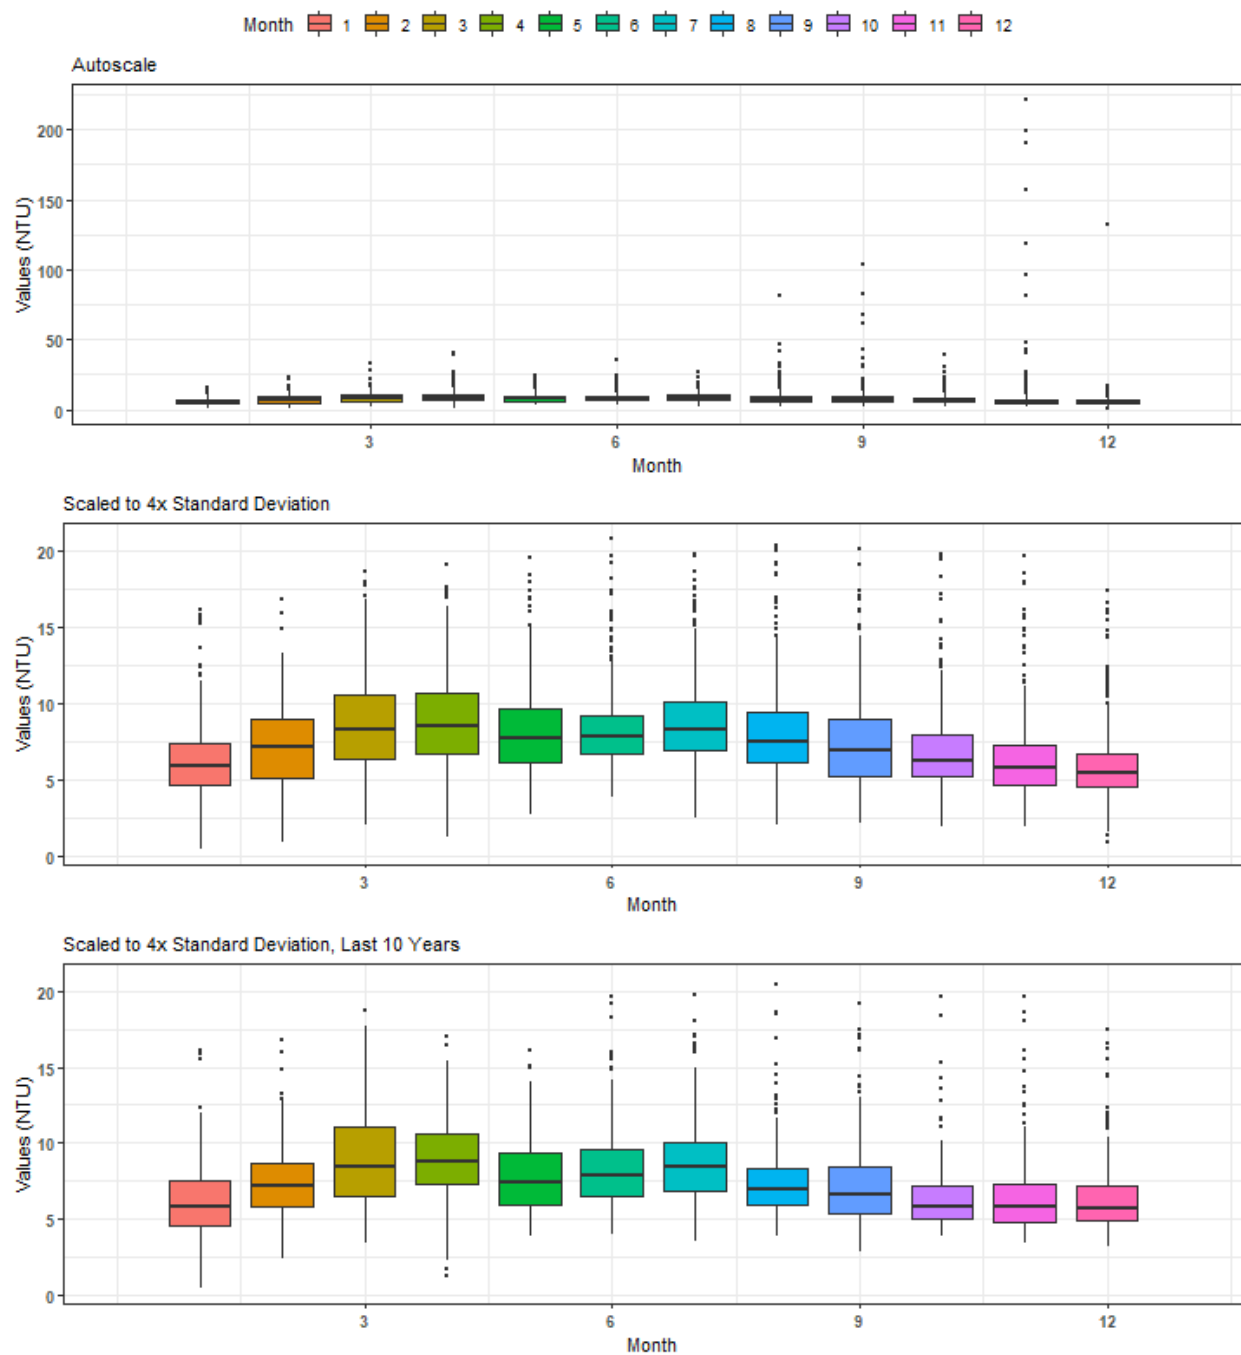 Month 1 2 3 4 5 6 7 8 9 10 11 12
Autoscale
200
150
100
50
0
Values (NTU)
3 6 9 12
Month
Scaled to 4x Standard Deviation
20
15
10
5
0
Values (NTU)
3 6 9 12
Month
Scaled to 4x Standard Deviation, Last 10 Years
20
15
10
5
0
Values (NTU)
3 6 9 12
Month